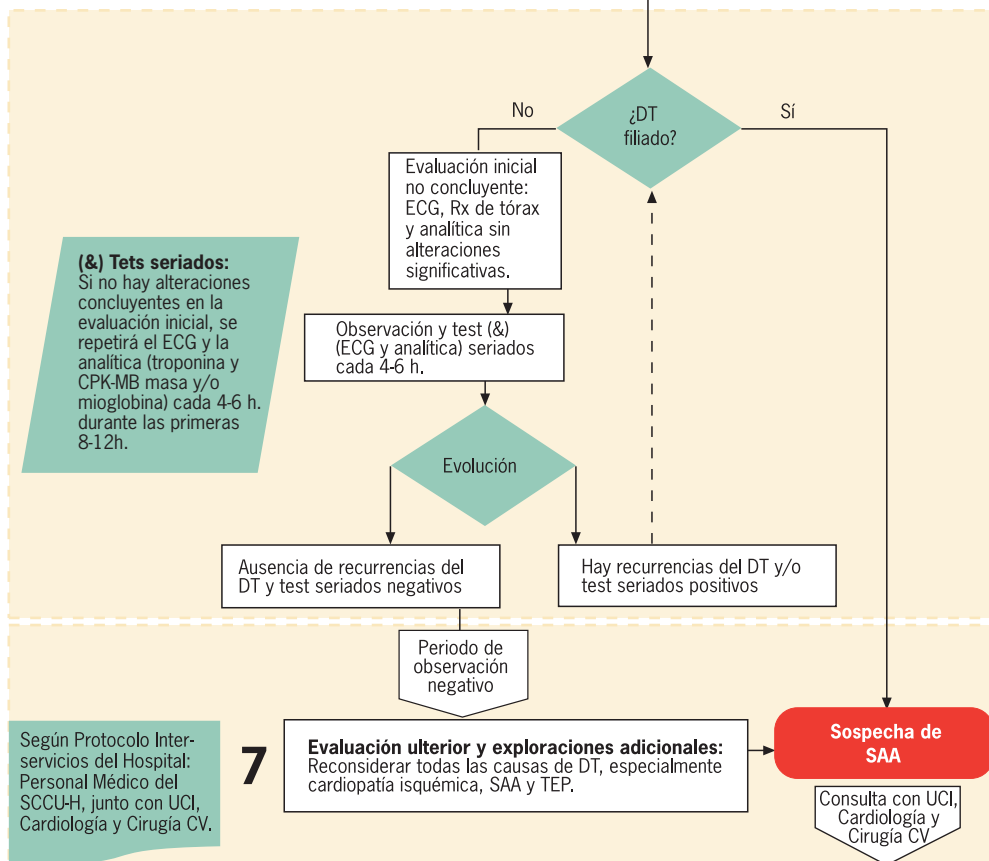 ¿DT
filiado?
No
Sí
Evaluación inicial
no concluyente:
ECG, Rx de tórax
y analítica sin
alteraciones
significativas.
(&) Tets seriados:
Si no hay alteraciones
concluyentes en la
evaluación inicial, se
repetirá el ECG y la
analítica (troponina y
CPK-MB masa y/o
mioglobina) cada 4-6 h.
durante las primeras
8-12h.
Observación y test (&)
(ECG y analítica) seriados
cada 4-6 h.
Evolución
Ausencia de recurrencias del
DT y test seriados negativos
Hay recurrencias del DT y/o
test seriados positivos
Periodo de
observación
negativo
Según Protocolo Inter-
servicios del Hospital:
Personal Médico del
SCCU-H, junto con UCI,
Cardiología y Cirugía CV.
7
Evaluación ulterior y exploraciones adicionales:
Reconsiderar todas las causas de DT, especialmente
cardiopatía isquémica, SAA y TEP.
Sospecha de
SAA
Consulta con UCI,
Cardiología y
Cirugía CV